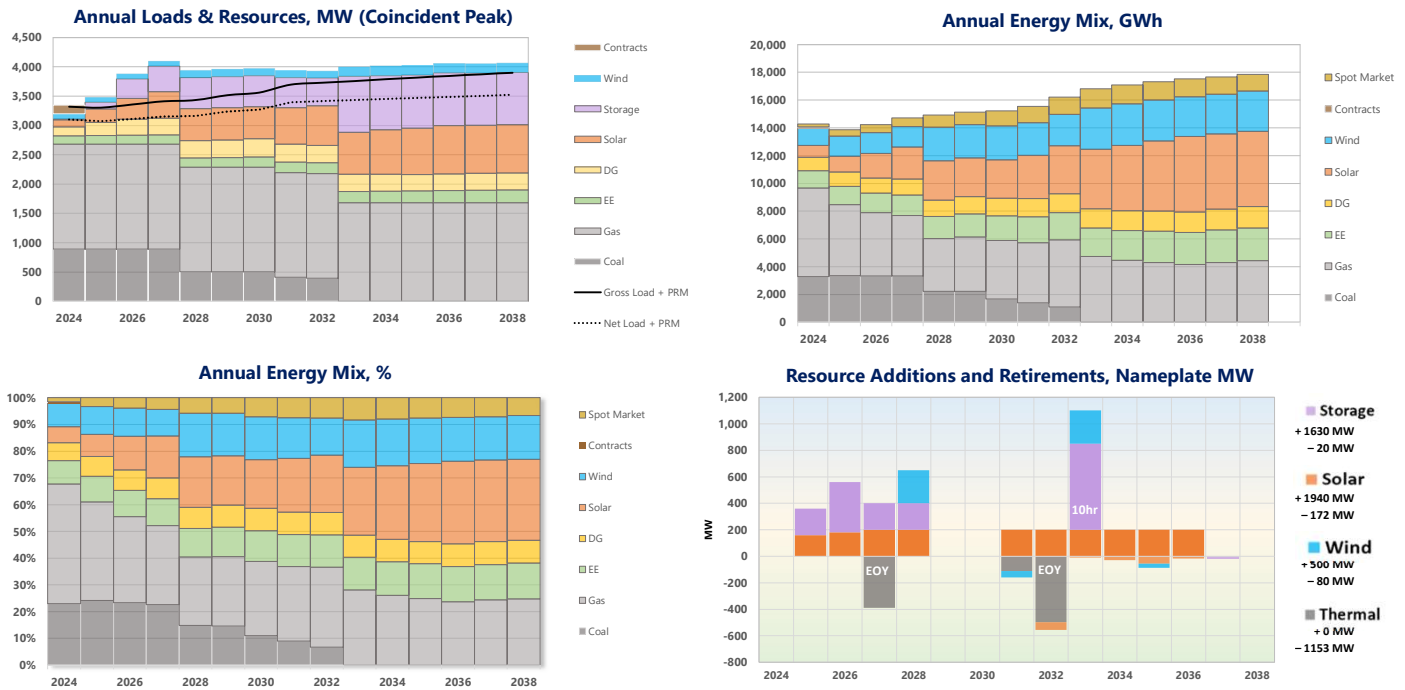 Annual Loads & Resources, MW (Coincident Peak)
4,500
4,000
3,500
3,000
2,500
2,000
1,500
1,000
500
0
2024 2026 2028 2030 2032 2034 2036 2038
Contracts
Wind
Storage
Solar
DG
EE
Gas
Coal
Gross Load + PRM
Net Load + PRM
Annual Energy Mix, GWh
20,000
18,000
16,000
14,000
12,000
10,000
8,000
6,000
4,000
2,000
0
2024 2026 2028 2030 2032 2034 2036 2038
Spot Market
Contracts
Wind
Solar
DG
EE
Gas
Coal
Annual Energy Mix, %
100%
90%
80%
70%
60%
50%
40%
30%
20%
10%
0%
2024 2026 2028 2030 2032 2034 2036 2038
Spot Market
Contracts
Wind
Solar
DG
EE
Gas
Coal
Resource Additions and Retirements, Nameplate MW
MW
1,200
1,000
800
600
400
200
0
-200
-400
-600
-800
EOY
EOY
10hr
2024 2026 2028 2030 2032 2034 2036 2038
Storage
+ 1630 MW
– 20 MW
Solar
+ 1940 MW
– 172 MW
Wind
+ 500 MW
– 80 MW
Thermal
+ 0 MW
– 1153 MW